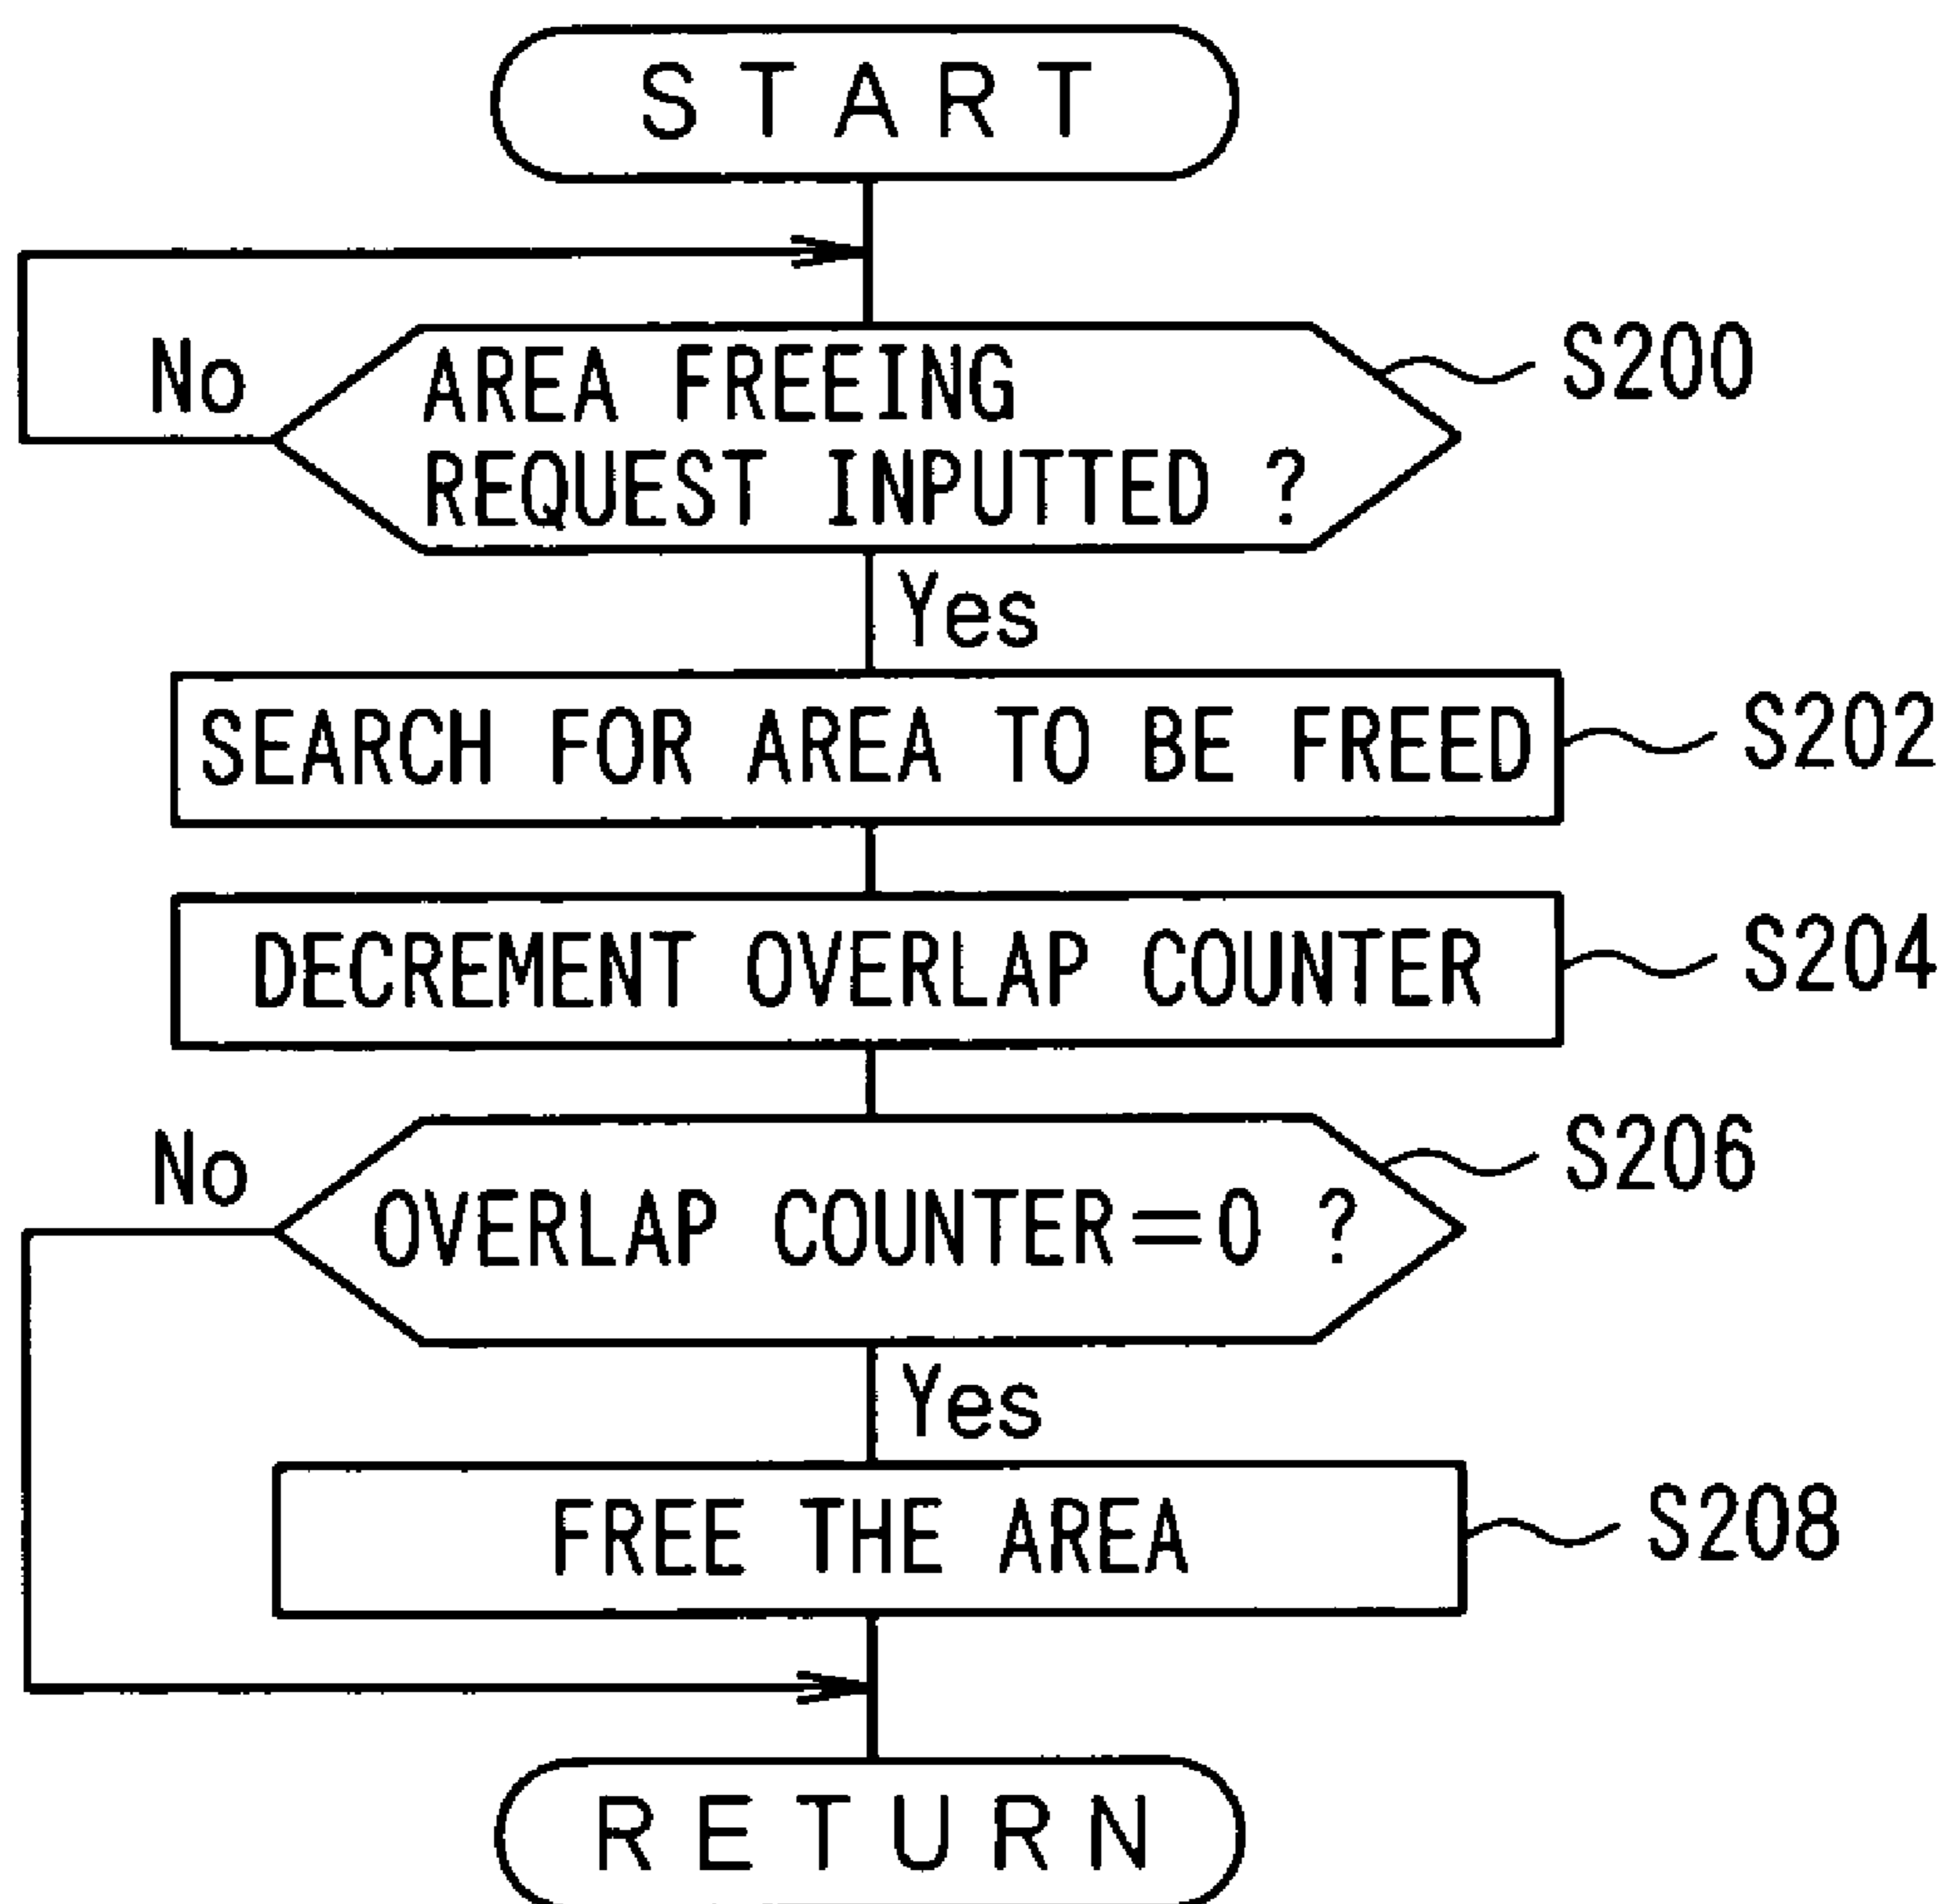 START
No
AREA FREEING
REQUEST INPUTTED ?
S200
Yes
SEARCH FOR AREA TO BE FREED
S202
DECREMENT OVERLAP COUNTER
S204
No
OVERLAP COUNTER=0 ?
S206
Yes
FREE THE AREA
S208
RETURN